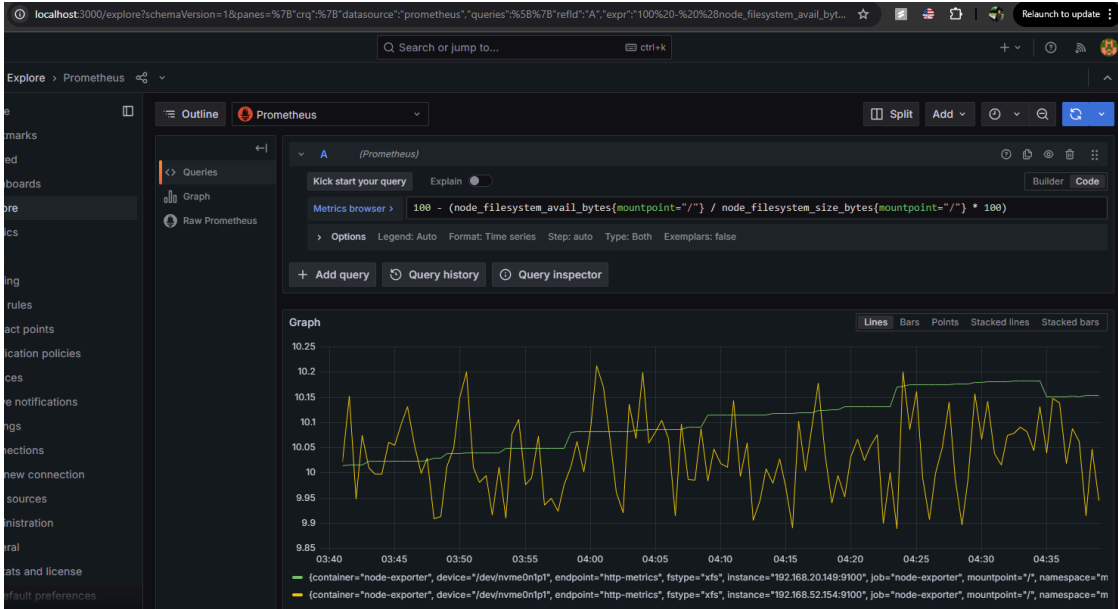 localhost:3000/explore?schemaVersion=1&panes=%7B"crq":%7B"datasource":"prometheus","queries":%5B%7B"refId":"A","expr":"100%20-%20%28node_filesystem_avail_byt...
Relaunch to update
Search or jump to...
ctrl+k
Explore > Prometheus
e
kmarks
ed
boards
ore
ics
ing
rules
act points
ication policies
ces
e notifications
ngs
nections
new connection
sources
inistration
eral
tats and license
efault preferences
Outline
Prometheus
Split
Add
Queries
Graph
Raw Prometheus
A (Prometheus)
Kick start your query
Explain
Builder
Code
Metrics browser >
100 - (node_filesystem_avail_bytes{mountpoint="/"} / node_filesystem_size_bytes{mountpoint="/"} * 100)
> Options Legend: Auto Format: Time series Step: auto Type: Both Exemplars: false
+ Add query
Query history
Query inspector
Graph
Lines Bars Points Stacked lines Stacked bars
10.25
10.2
10.15
10.1
10.05
10
9.95
9.9
9.85
03:40 03:45 03:50 03:55 04:00 04:05 04:10 04:15 04:20 04:25 04:30 04:35
{container="node-exporter", device="/dev/nvme0n1p1", endpoint="http-metrics", fstype="xfs", instance="192.168.20.149:9100", job="node-exporter", mountpoint="/", namespace="m
{container="node-exporter", device="/dev/nvme0n1p1", endpoint="http-metrics", fstype="xfs", instance="192.168.52.154:9100", job="node-exporter", mountpoint="/", namespace="m